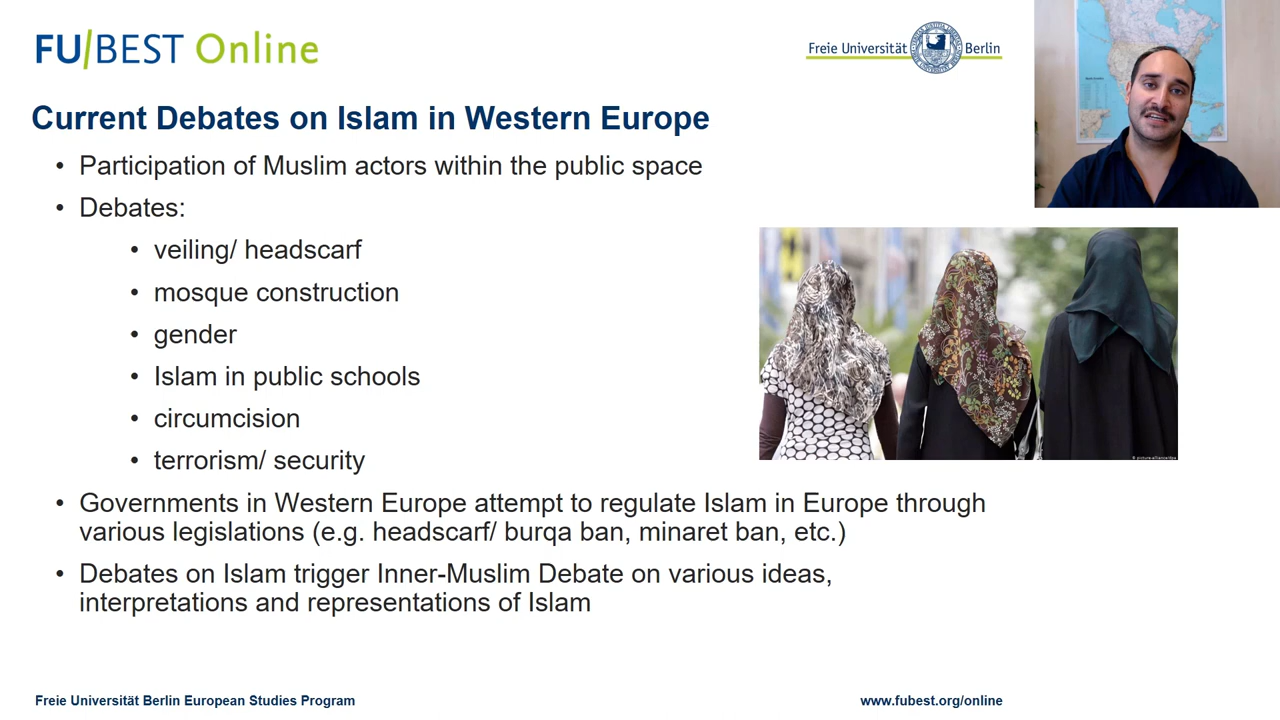 FU/BEST Online
Freie Universität Berlin
Current Debates on Islam in Western Europe
• Participation of Muslim actors within the public space
• Debates:
• veiling/ headscarf
• mosque construction
• gender
• Islam in public schools
• circumcision
• terrorism/ security
• Governments in Western Europe attempt to regulate Islam in Europe through
various legislations (e.g. headscarf/ burqa ban, minaret ban, etc.)
• Debates on Islam trigger Inner-Muslim Debate on various ideas,
interpretations and representations of Islam
Freie Universität Berlin European Studies Program
www.fubest.org/online